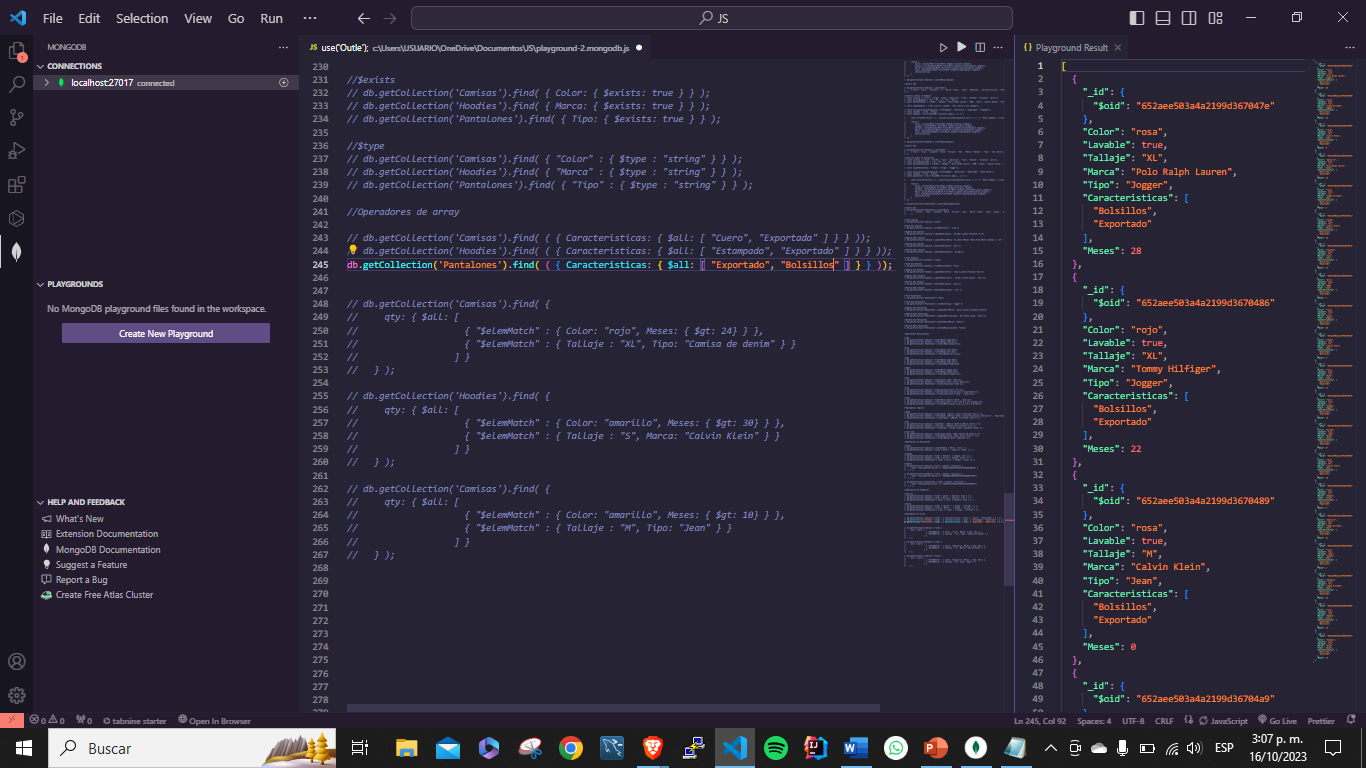 File Edit Selection View Go Run ···
JS
MONGODB
CONNECTIONS
localhost:27017 connected
PLAYGROUNDS
No MongoDB playground files found in the workspace.
Create New Playground
HELP AND FEEDBACK
What's New
Extension Documentation
MongoDB Documentation
Suggest a Feature
Report a Bug
Create Free Atlas Cluster
JS use('Outle'); c:\Users\USUARIO\OneDrive\Documentos\JS\playground-2.mongodb.js
230
231 //$exists
232 // db.getCollection('Camisas').find( { Color: { $exists: true } } );
233 // db.getCollection('Hoodies').find( { Marca: { $exists: true } } );
234 // db.getCollection('Pantalones').find( { Tipo: { $exists: true } } );
235
236 //$type
237 // db.getCollection('Camisas').find( { "Color" : { $type : "string" } } );
238 // db.getCollection('Hoodies').find( { "Marca" : { $type : "string" } } );
239 // db.getCollection('Pantalones').find( { "Tipo" : { $type : "string" } } );
240
241 //Operadores de array
242
243 // db.getCollection('Camisas').find( ( { Caracteristicas: { $all: [ "Cuero", "Exportada" ] } } ));
244 // db.getCollection('Hoodies').find( ( { Caracteristicas: { $all: [ "Estampado", "Exportado" ] } } ));
245 db.getCollection('Pantalones').find( ( { Caracteristicas: { $all: [ "Exportado", "Bolsillos" ] } } ));
246
247
248 // db.getCollection('Camisas').find( {
249 // qty: { $all: [
250 // { "$eLemMatch" : { Color: "rojo", Meses: { $gt: 24} } },
251 // { "$eLemMatch" : { Tallaje : "XL", Tipo: "Camisa de denim" } }
252 // ] }
253 // } );
254
255 // db.getCollection('Hoodies').find( {
256 // qty: { $all: [
257 // { "$eLemMatch" : { Color: "amarillo", Meses: { $gt: 30} } },
258 // { "$eLemMatch" : { Tallaje : "S", Marca: "Calvin Klein" } }
259 // ] }
260 // } );
261
262 // db.getCollection('Camisas').find( {
263 // qty: { $all: [
264 // { "$eLemMatch" : { Color: "amarillo", Meses: { $gt: 10} } },
265 // { "$eLemMatch" : { Tallaje : "M", Tipo: "Jean" } }
266 // ] }
267 // } );
268
269
270
271
272
273
274
275
276
277
278
Playground Result
1 [
2 {
3 "_id": {
4 "$oid": "652aee503a4a2199d367047e"
5 },
6 "Color": "rosa",
7 "Lavable": true,
8 "Tallaje": "XL",
9 "Marca": "Polo Ralph Lauren",
10 "Tipo": "Jogger",
11 "Caracteristicas": [
12 "Bolsillos",
13 "Exportado"
14 ],
15 "Meses": 28
16 },
17 {
18 "_id": {
19 "$oid": "652aee503a4a2199d3670486"
20 },
21 "Color": "rojo",
22 "Lavable": true,
23 "Tallaje": "XL",
24 "Marca": "Tommy Hilfiger",
25 "Tipo": "Jogger",
26 "Caracteristicas": [
27 "Bolsillos",
28 "Exportado"
29 ],
30 "Meses": 22
31 },
32 {
33 "_id": {
34 "$oid": "652aee503a4a2199d3670489"
35 },
36 "Color": "rosa",
37 "Lavable": true,
38 "Tallaje": "M",
39 "Marca": "Calvin Klein",
40 "Tipo": "Jean",
41 "Caracteristicas": [
42 "Bolsillos",
43 "Exportado"
44 ],
45 "Meses": 0
46 },
47 {
48 "_id": {
49 "$oid": "652aee503a4a2199d36704a9"
0 0 0 tabnine starter Open In Browser Ln 245, Col 92 Spaces: 4 UTF-8 CRLF JavaScript Go Live Prettier
Buscar
ESP
3:07 p. m.
16/10/2023